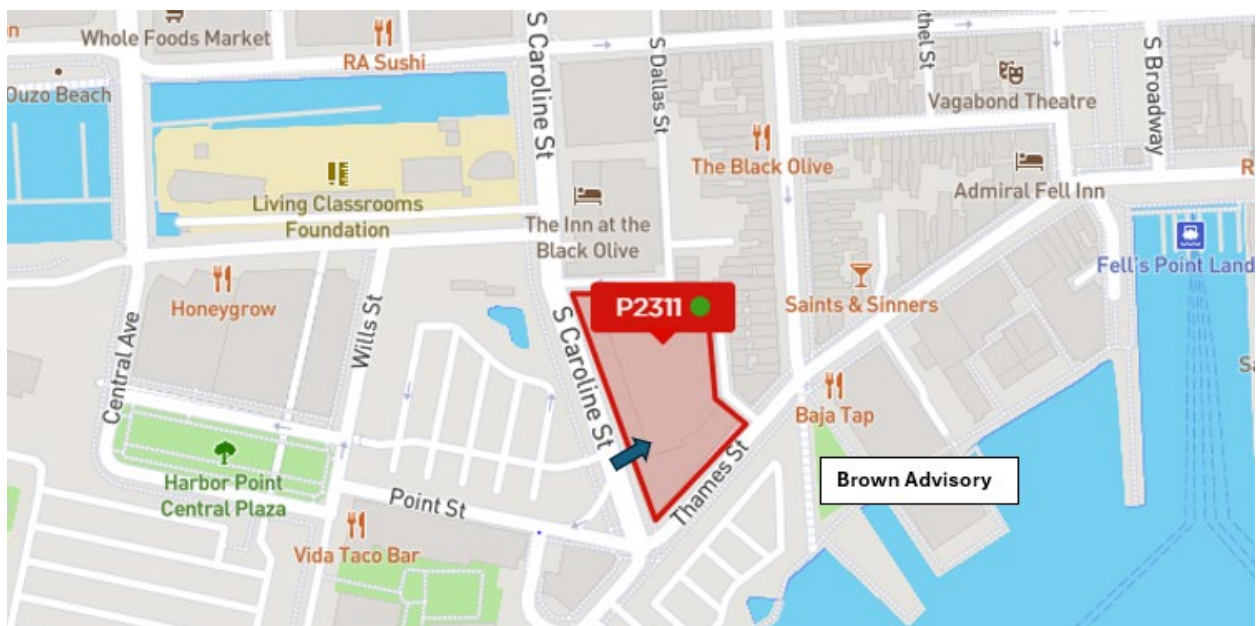 n
Whole Foods Market
RA Sushi
S Caroline St
S Dallas St
thel St
S Broadway
Ouzo Beach
Vagabond Theatre
The Black Olive
Living Classrooms
Foundation
The Inn at the
Black Olive
Admiral Fell Inn
R
Fell's Point Land
Honeygrow
P2311
Saints & Sinners
Central Ave
Wills St
S Caroline St
Sa
Baja Tap
Harbor Point
Central Plaza
Point St
Thames St
Brown Advisory
Vida Taco Bar